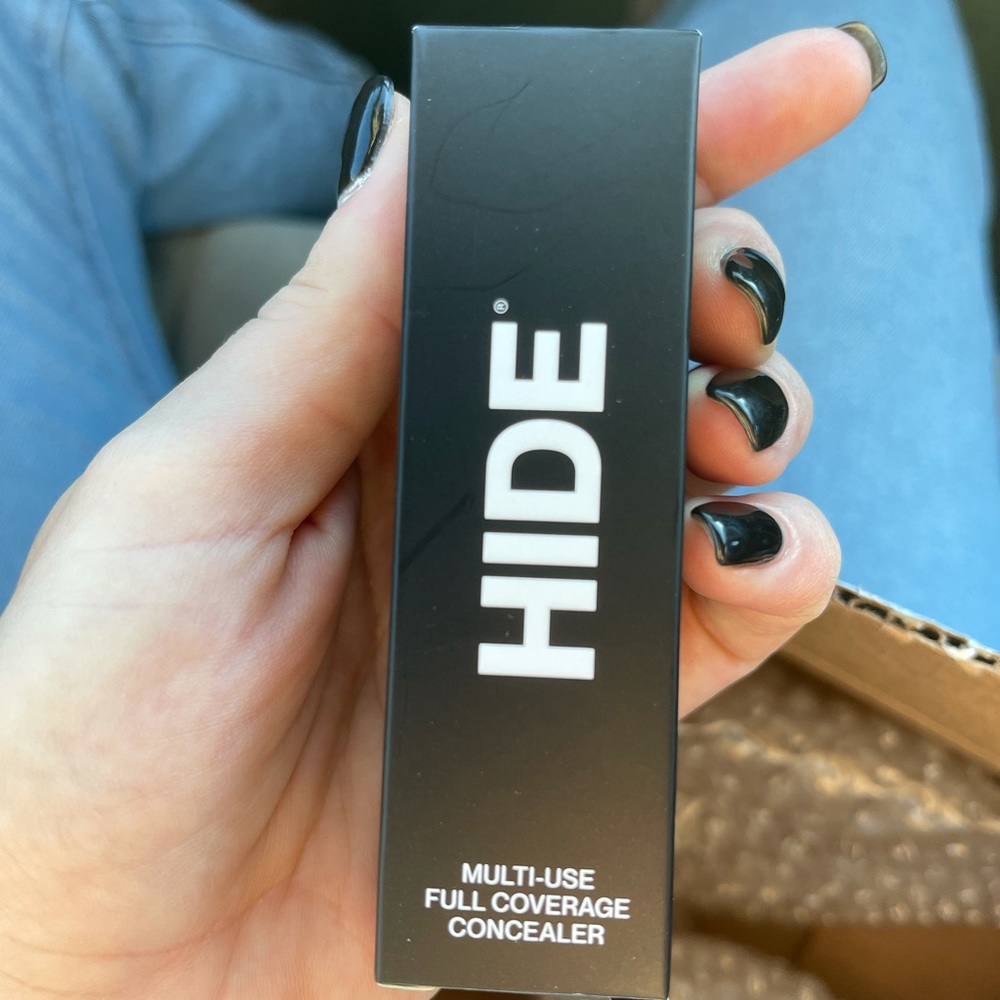 HIDE®
MULTI-USE
FULL COVERAGE
CONCEALER